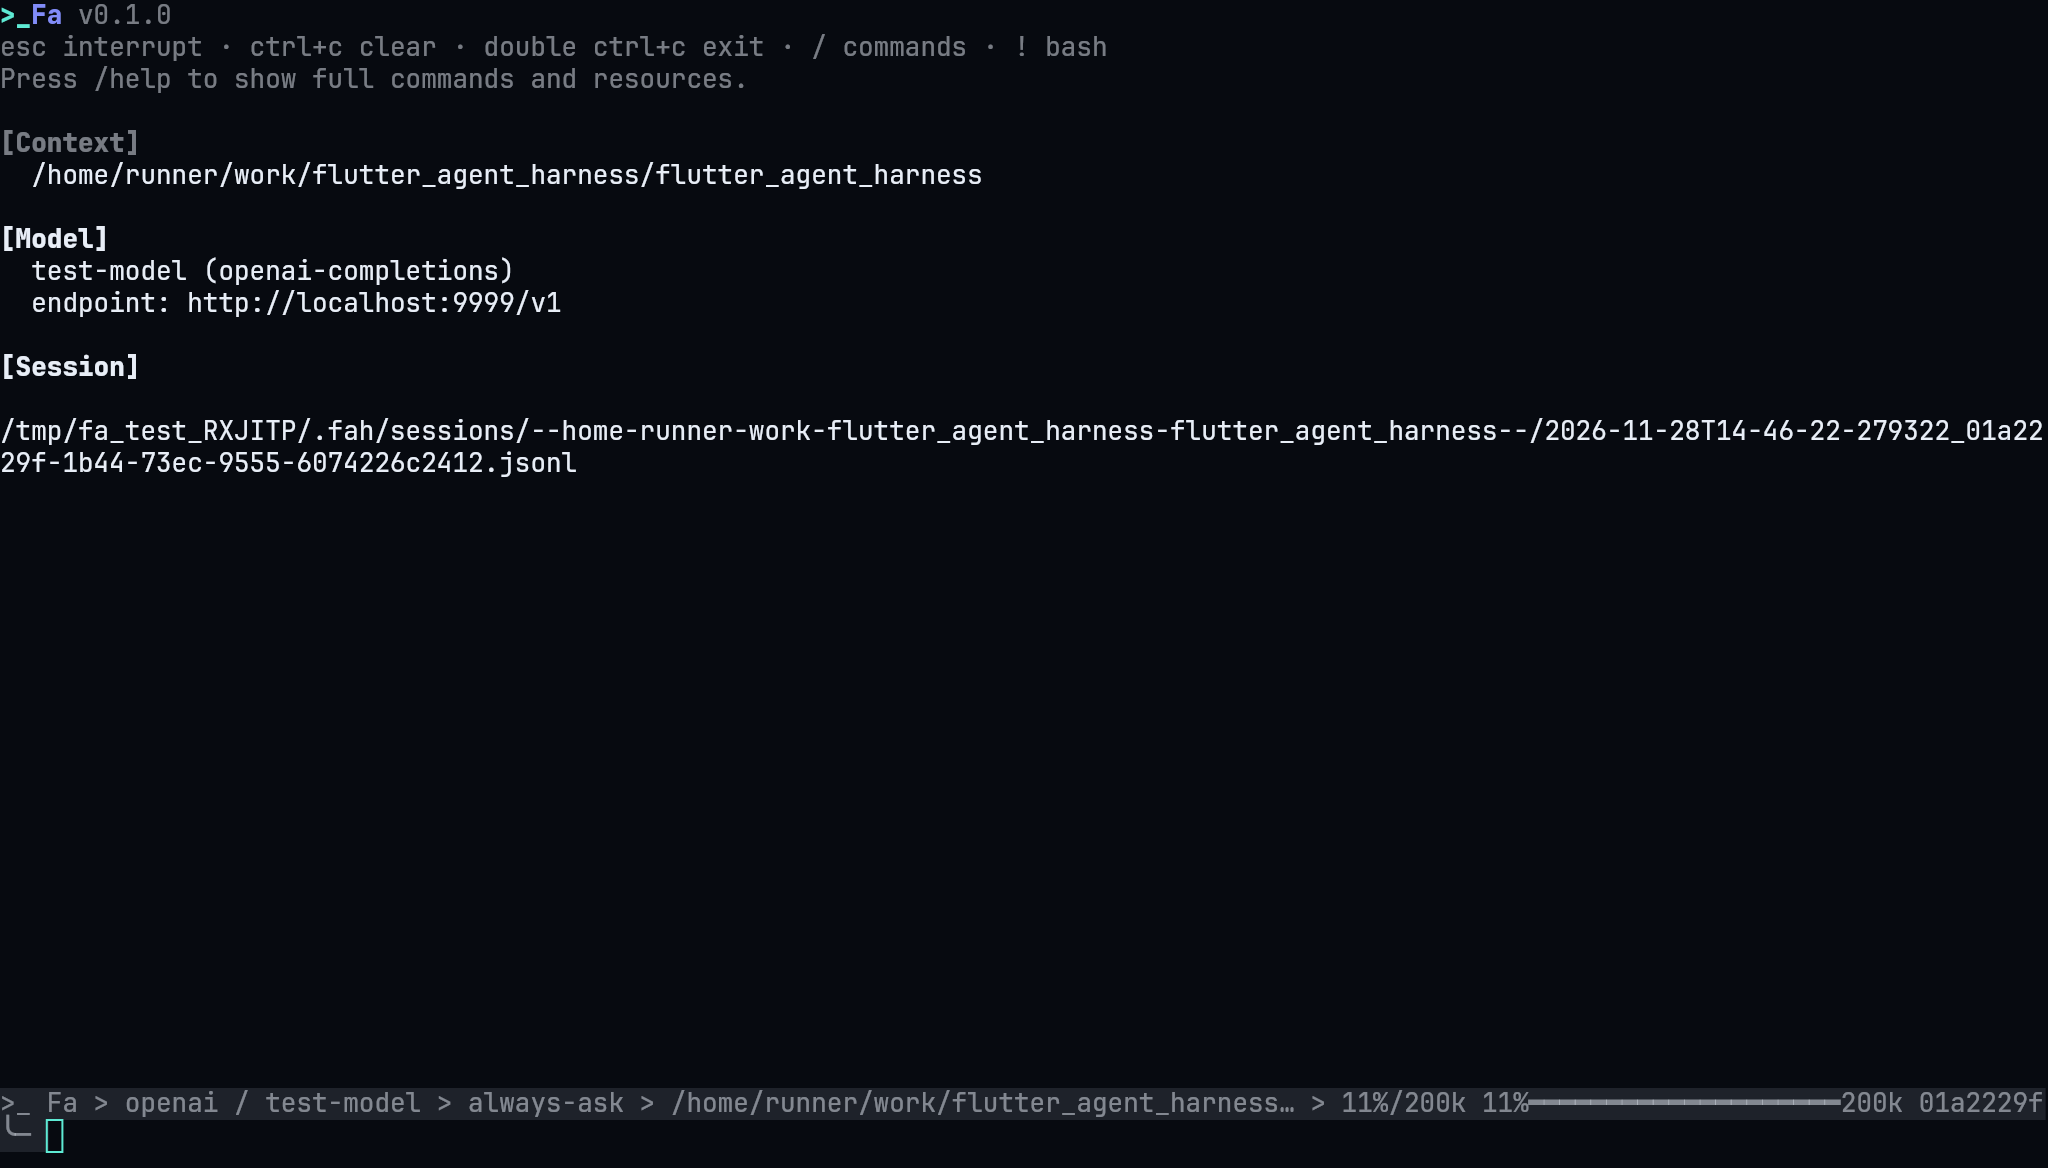 >_Fa v0.1.0
esc interrupt · ctrl+c clear · double ctrl+c exit · / commands · ! bash
Press /help to show full commands and resources.
[Context]
/home/runner/work/flutter_agent_harness/flutter_agent_harness
[Model]
test-model (openai-completions)
endpoint: http://localhost:9999/v1
[Session]
/tmp/fa_test_RXJITP/.fah/sessions/--home-runner-work-flutter_agent_harness-flutter_agent_harness--/2026-11-28T14-46-22-279322_01a22
29f-1b44-73ec-9555-6074226c2412.jsonl
>_ Fa > openai / test-model > always-ask > /home/runner/work/flutter_agent_harness… > 11%/200k 11%━━━━━━━━━━━━━━━━━━━━200k 01a2229f